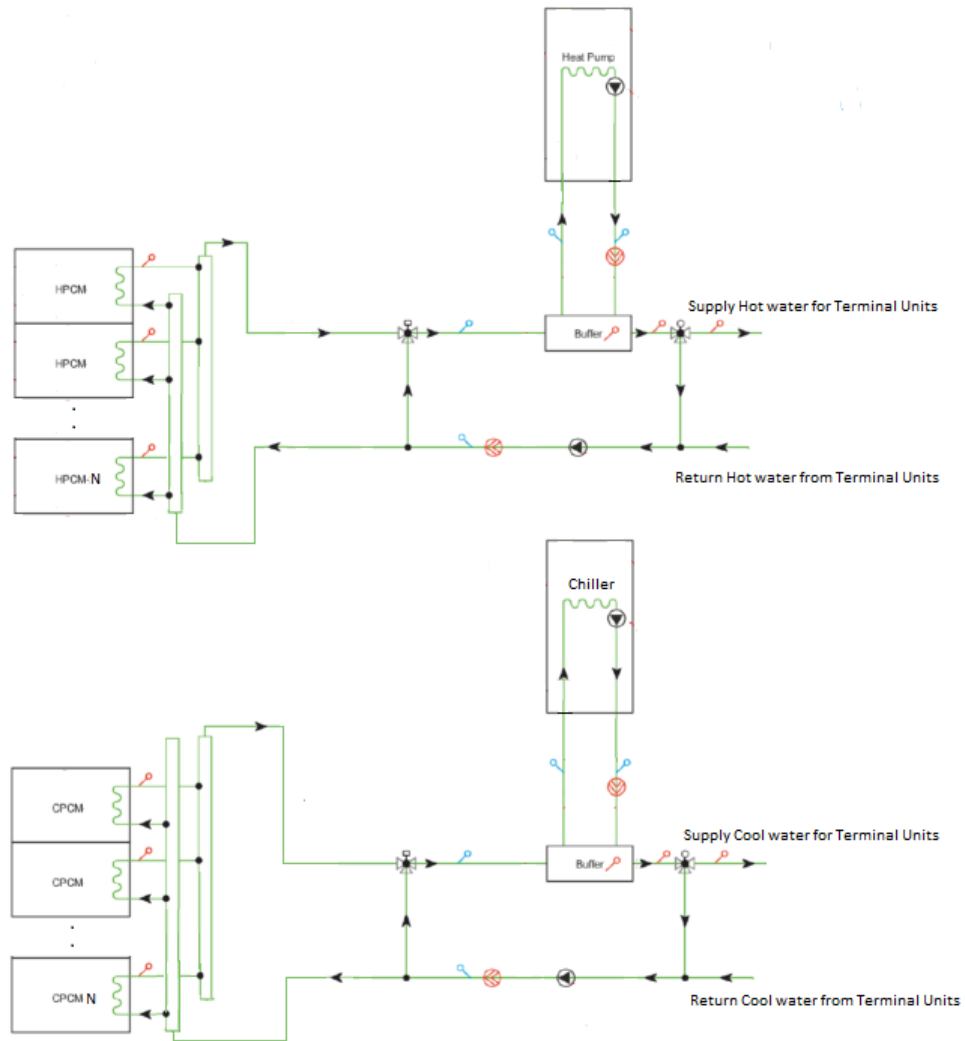 Heat Pump
HPCM
HPCM
:
HPCM-N
Buffer
Supply Hot water for Terminal Units
Return Hot water from Terminal Units
Chiller
CPCM
CPCM
:
CPCM N
Buffer
Supply Cool water for Terminal Units
Return Cool water from Terminal Units